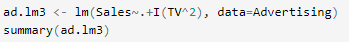 ad.lm3 <- lm(Sales~.+I(TV^2), data=Advertising)
summary(ad.lm3)